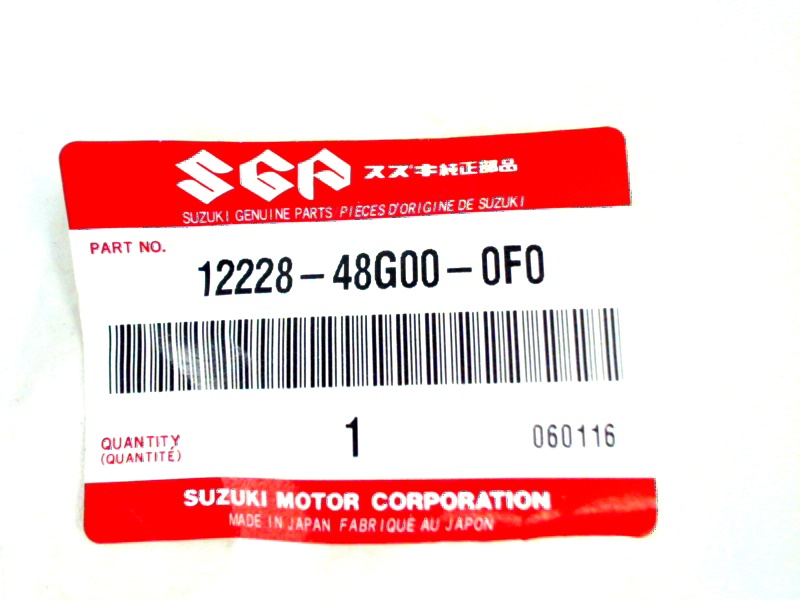 SGP スズキ純正部品
SUZUKI GENUINE PARTS PIÈCES D'ORIGINE DE SUZUKI
PART NO.
12228-48G00-0F0
QUANTITY 1 060116
(QUANTITÉ)
SUZUKI MOTOR CORPORATION
MADE IN JAPAN FABRIQUÉ AU JAPON